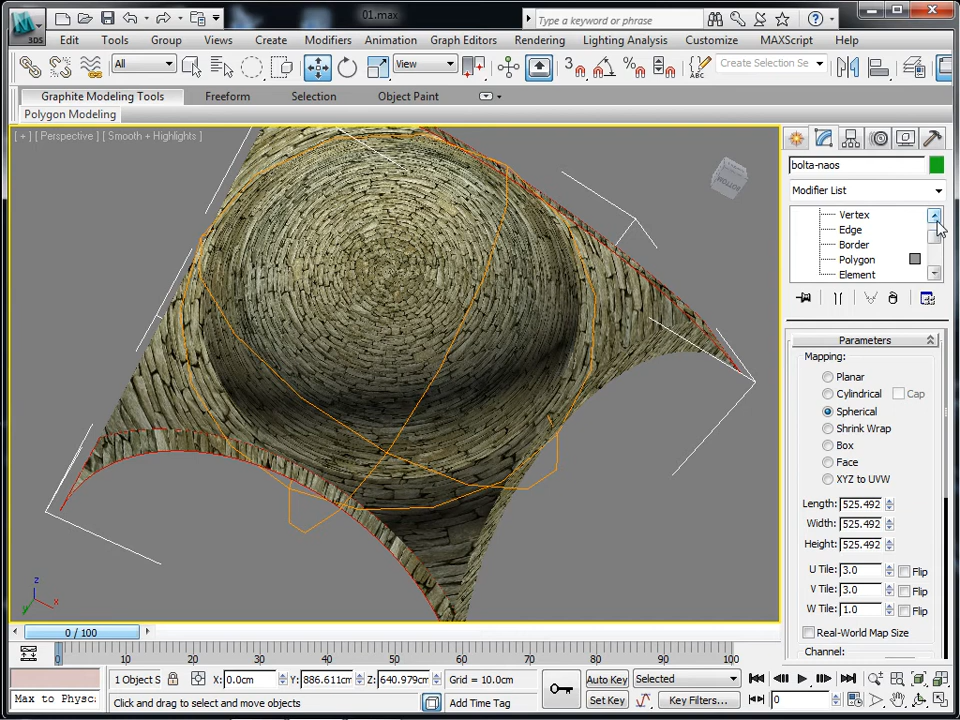 3DS
01.max
Type a keyword or phrase
Edit Tools Group Views Create Modifiers Animation Graph Editors Rendering Lighting Analysis Customize MAXScript Help
All View 3 ABC Create Selection Se
Graphite Modeling Tools Freeform Selection Object Paint
Polygon Modeling
[ + ] [ Perspective ] [ Smooth + Highlights ]
BOTTOM
bolta-naos
Modifier List
Vertex
Edge
Border
Polygon
Element
Parameters
Mapping:
Planar
Cylindrical Cap
Spherical
Shrink Wrap
Box
Face
XYZ to UVW
Length: 525.492
Width: 525.492
Height: 525.492
U Tile: 3.0 Flip
V Tile: 3.0 Flip
W Tile: 1.0 Flip
Real-World Map Size
Channel:
z
x
y
0 / 100
0 10 20 30 40 50 60 70 80 90 100
1 Object S X: 0.0cm Y: 886.611cm Z: 640.979cm Grid = 10.0cm Auto Key Selected
Max to Physc Click and drag to select and move objects Add Time Tag Set Key Key Filters... 0